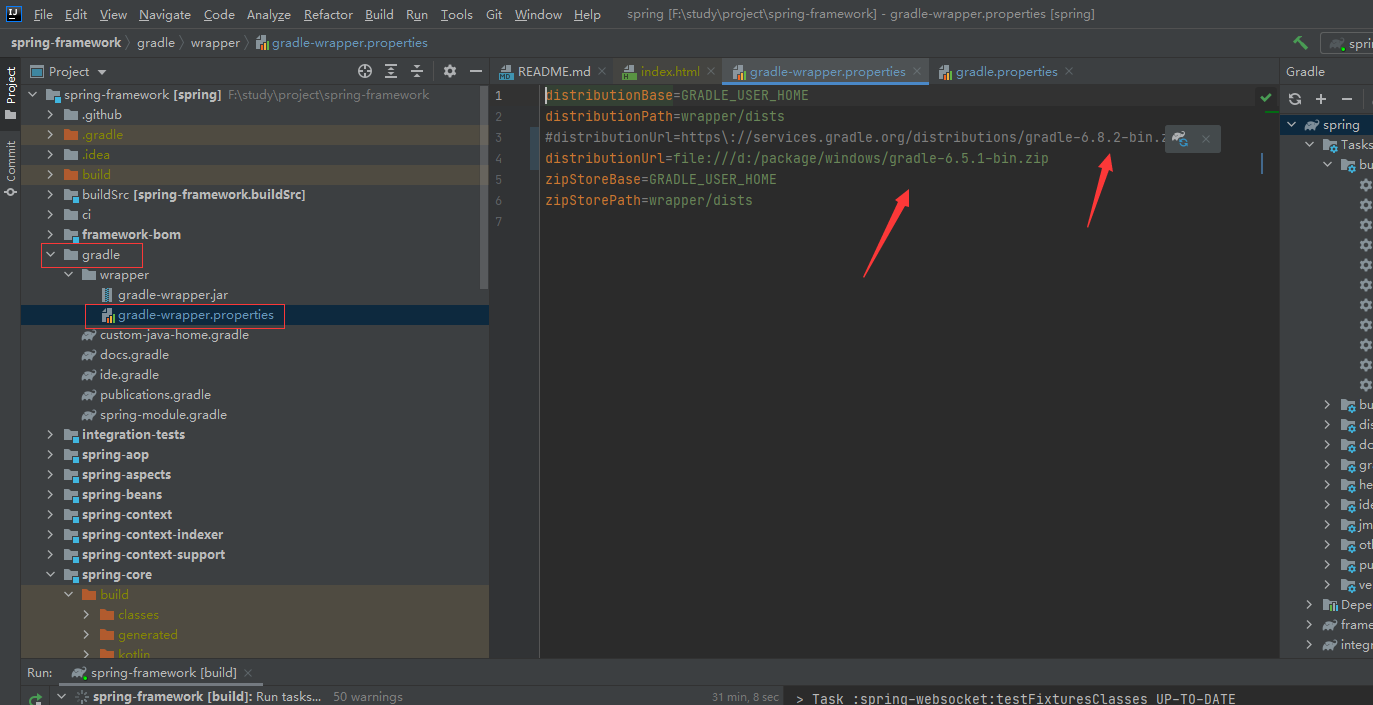 File Edit View Navigate Code Analyze Refactor Build Run Tools Git Window Help spring [F:\study\project\spring-framework] - gradle-wrapper.properties [spring]
spring-framework gradle wrapper gradle-wrapper.properties
Project
README.md index.html gradle-wrapper.properties gradle.properties
Gradle
Project
Commit
spring-framework [spring] F:\study\project\spring-framework
.github
.gradle
.idea
build
buildSrc [spring-framework.buildSrc]
ci
framework-bom
gradle
wrapper
gradle-wrapper.jar
gradle-wrapper.properties
custom-java-home.gradle
docs.gradle
ide.gradle
publications.gradle
spring-module.gradle
integration-tests
spring-aop
spring-aspects
spring-beans
spring-context
spring-context-indexer
spring-context-support
spring-core
build
classes
generated
kotlin
1 distributionBase=GRADLE_USER_HOME
2 distributionPath=wrapper/dists
3 #distributionUrl=https\://services.gradle.org/distributions/gradle-6.8.2-bin.z
4 distributionUrl=file:///d:/package/windows/gradle-6.5.1-bin.zip
5 zipStoreBase=GRADLE_USER_HOME
6 zipStorePath=wrapper/dists
7
spring
Tasks
bu
bu
dis
do
gr
he
ide
jm
oth
pu
ve
Depe
frame
integr
Run: spring-framework [build]
spring-framework [build]: Run tasks... 50 warnings 31 min, 8 sec
> Task :spring-websocket:testFixturesClasses UP-TO-DATE